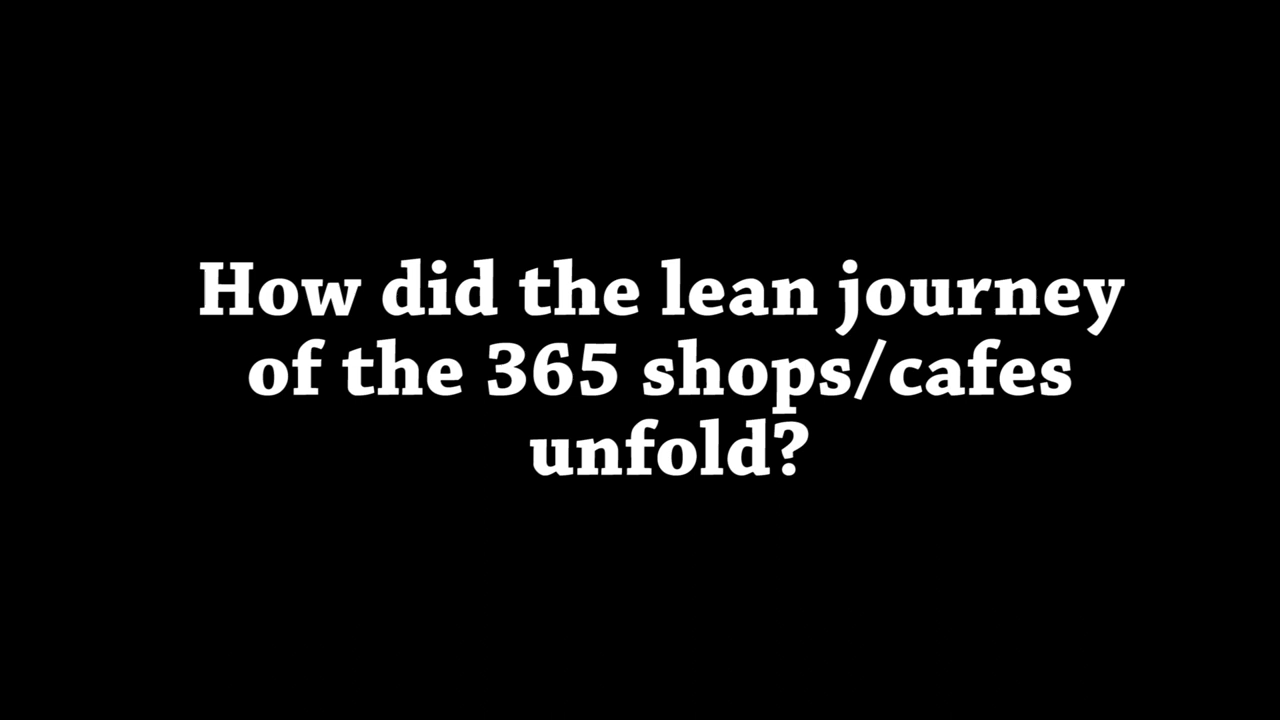 How did the lean journey
of the 365 shops/cafes
unfold?